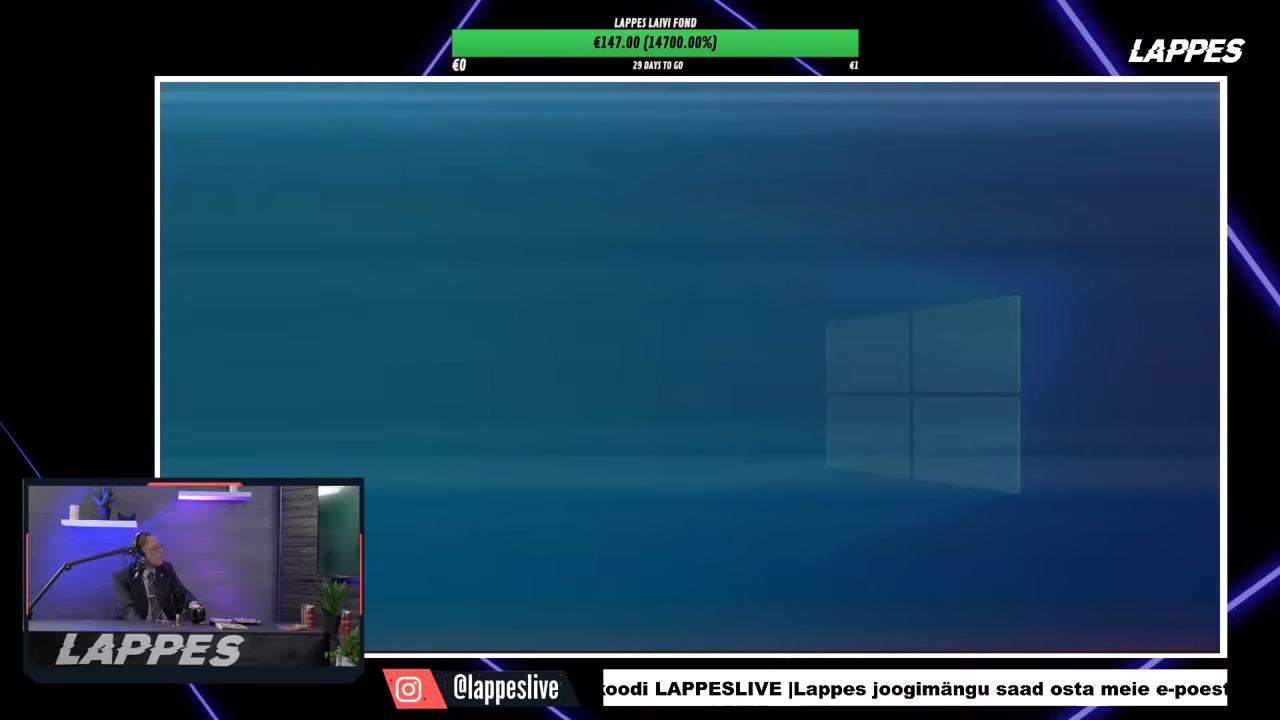 LAPPES LAIVI FOND
€147.00 (14700.00%)
€0
29 DAYS TO GO
€1
LAPPES
LAPPES
@lappeslive
koodi LAPPESLIVE |Lappes joogimängu saad osta meie e-poest